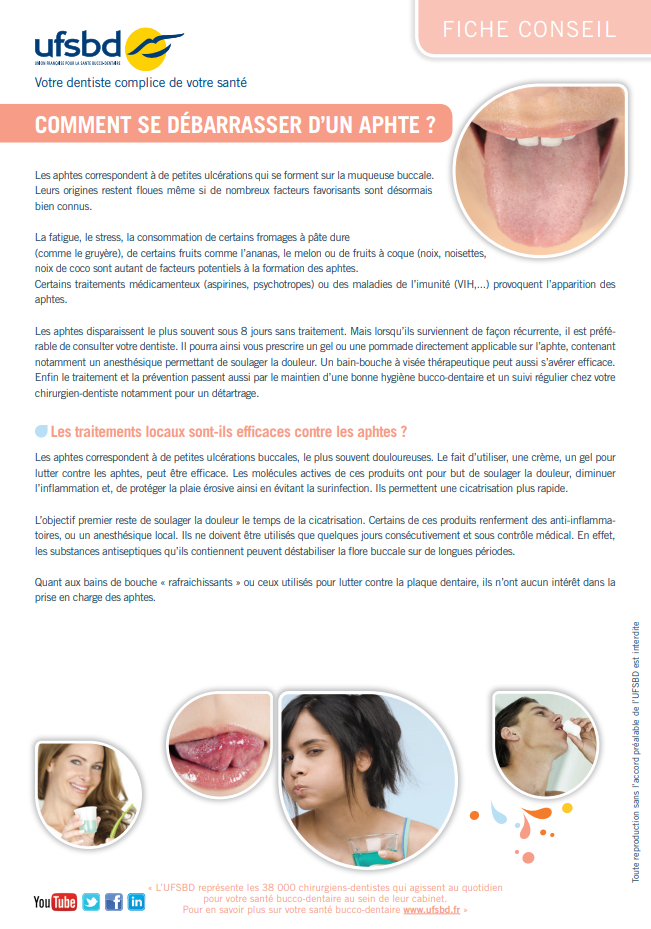 FICHE CONSEIL
ufsbd
UNION FRANÇAISE POUR LA SANTÉ BUCCO-DENTAIRE
Votre dentiste complice de votre santé
COMMENT SE DÉBARRASSER D'UN APHTE ?
Les aphtes correspondent à de petites ulcérations qui se forment sur la muqueuse buccale.
Leurs origines restent floues même si de nombreux facteurs favorisants sont désormais
bien connus.
La fatigue, le stress, la consommation de certains fromages à pâte dure
(comme le gruyère), de certains fruits comme l'ananas, le melon ou de fruits à coque (noix, noisettes,
noix de coco sont autant de facteurs potentiels à la formation des aphtes.
Certains traitements médicamenteux (aspirines, psychotropes) ou des maladies de l'imunité (VIH,...) provoquent l'apparition des
aphtes.
Les aphtes disparaissent le plus souvent sous 8 jours sans traitement. Mais lorsqu'ils surviennent de façon récurrente, il est préfé-
rable de consulter votre dentiste. Il pourra ainsi vous prescrire un gel ou une pommade directement applicable sur l'aphte, contenant
notamment un anesthésique permettant de soulager la douleur. Un bain-bouche à visée thérapeutique peut aussi s'avérer efficace.
Enfin le traitement et la prévention passent aussi par le maintien d'une bonne hygiène bucco-dentaire et un suivi régulier chez votre
chirurgien-dentiste notamment pour un détartrage.
Les traitements locaux sont-ils efficaces contre les aphtes ?
Les aphtes correspondent à de petites ulcérations buccales, le plus souvent douloureuses. Le fait d'utiliser, une crème, un gel pour
lutter contre les aphtes, peut être efficace. Les molécules actives de ces produits ont pour but de soulager la douleur, diminuer
l'inflammation et, de protéger la plaie érosive ainsi en évitant la surinfection. Ils permettent une cicatrisation plus rapide.
L'objectif premier reste de soulager la douleur le temps de la cicatrisation. Certains de ces produits renferment des anti-inflamma-
toires, ou un anesthésique local. Ils ne doivent être utilisés que quelques jours consécutivement et sous contrôle médical. En effet,
les substances antiseptiques qu'ils contiennent peuvent déstabiliser la flore buccale sur de longues périodes.
Quant aux bains de bouche « rafraichissants » ou ceux utilisés pour lutter contre la plaque dentaire, ils n'ont aucun intérêt dans la
prise en charge des aphtes.
Toute reproduction sans l'accord préalable de l'UFSBD est interdite
YouTube
f
in
« L'UFSBD représente les 38 000 chirurgiens-dentistes qui agissent au quotidien
pour votre santé bucco-dentaire au sein de leur cabinet.
Pour en savoir plus sur votre santé bucco-dentaire www.ufsbd.fr »